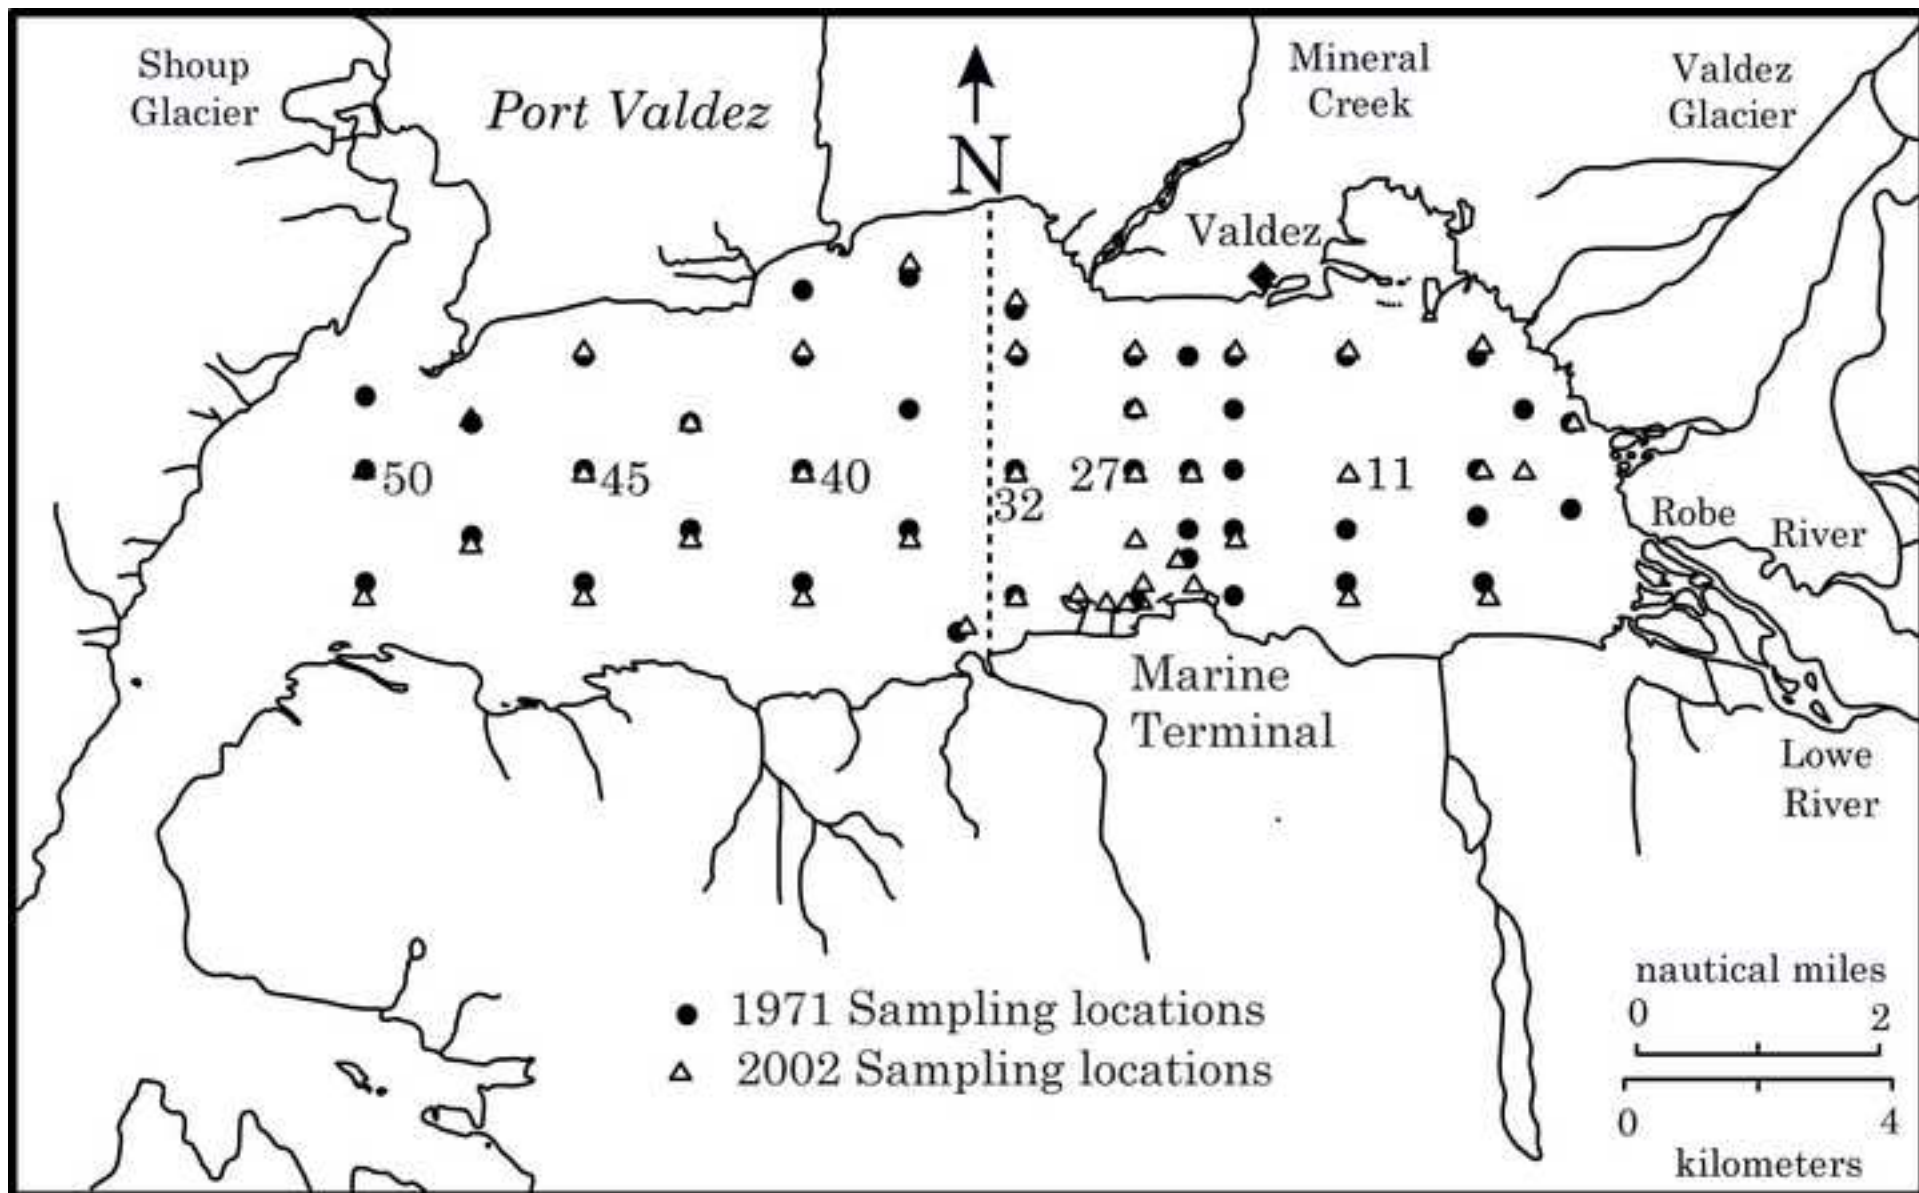 Shoup
Glacier
Port Valdez
N
Mineral
Creek
Valdez
Glacier
Valdez
50
45
40
32
27
11
Robe
River
Marine
Terminal
Lowe
River
1971 Sampling locations
2002 Sampling locations
nautical miles
0 2
0 4
kilometers